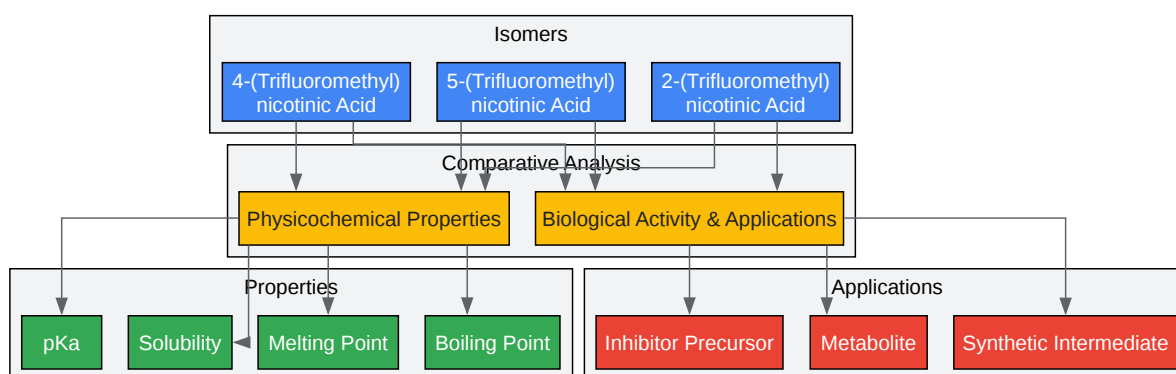 Isomers
4-(Trifluoromethyl)
nicotinic Acid
5-(Trifluoromethyl)
nicotinic Acid
2-(Trifluoromethyl)
nicotinic Acid
Comparative Analysis
Physicochemical Properties
Biological Activity & Applications
Properties
pKa
Solubility
Melting Point
Boiling Point
Applications
Inhibitor Precursor
Metabolite
Synthetic Intermediate